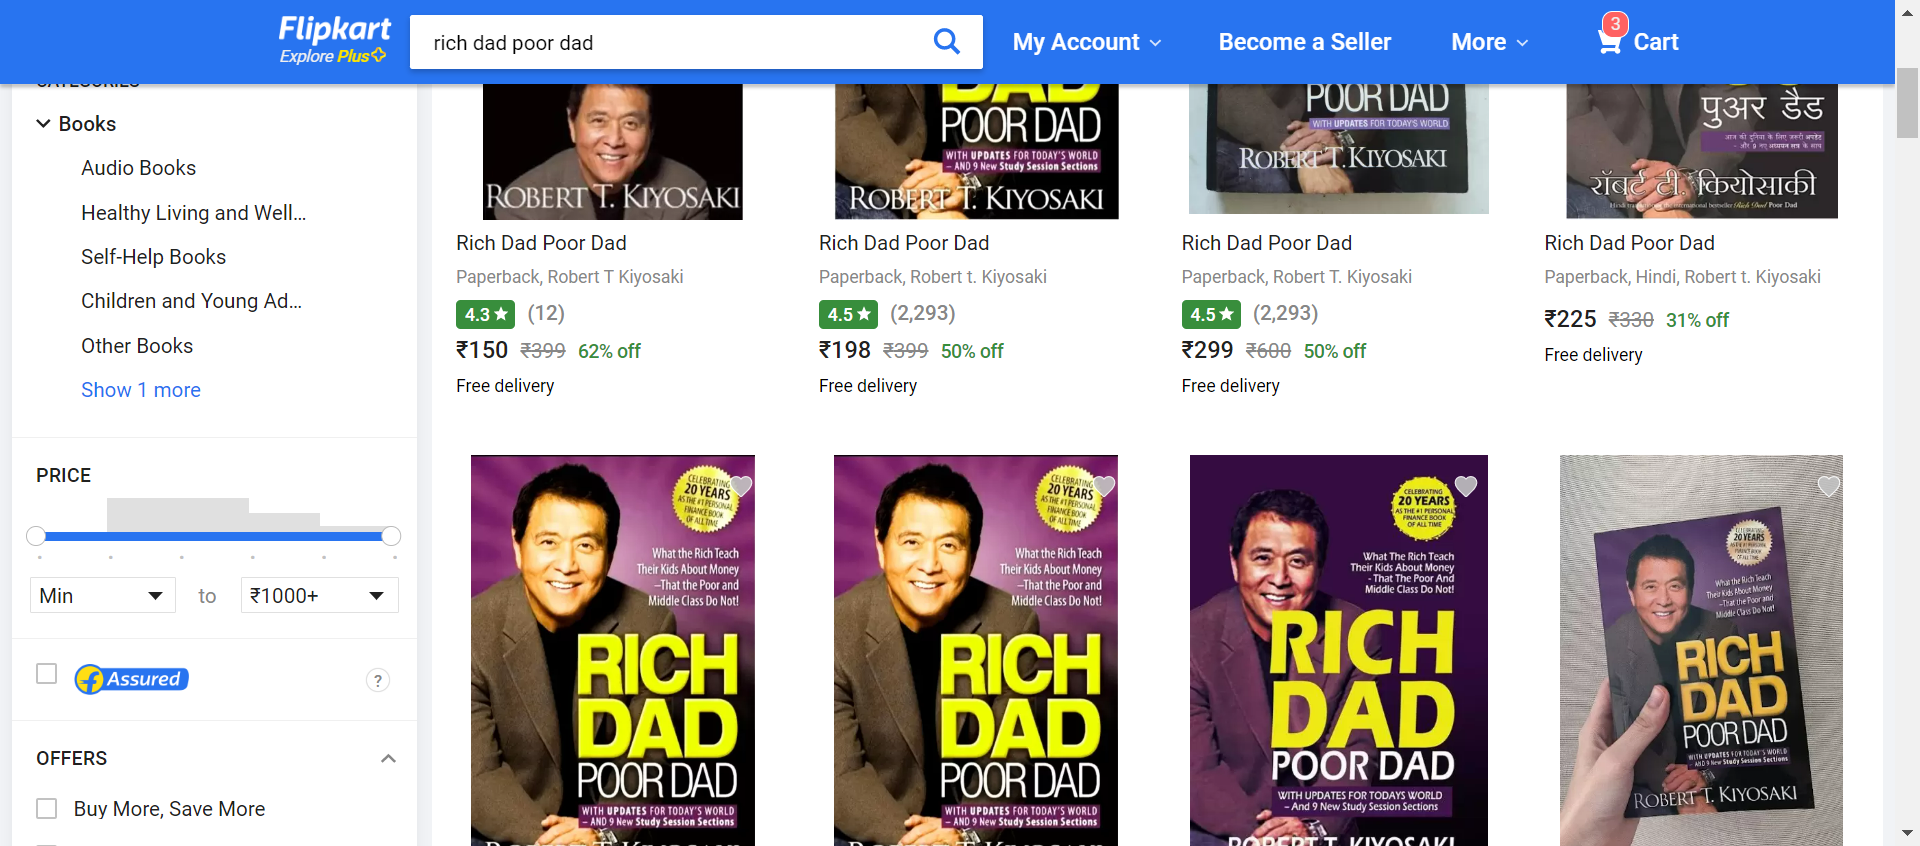 Flipkart
Explore Plus
rich dad poor dad
My Account
Become a Seller
More
3
Cart
Books
Audio Books
Healthy Living and Well...
Self-Help Books
Children and Young Ad...
Other Books
Show 1 more
PRICE
Min
to
₹1000+
Assured
?
OFFERS
Buy More, Save More
ROBERT T. KIYOSAKI
Rich Dad Poor Dad
Paperback, Robert T Kiyosaki
4.3
(12)
₹150 ₹399 62% off
Free delivery
DAD
POOR DAD
WITH UPDATES FOR TODAY'S WORLD
– AND 9 New Study Session Sections
ROBERT T. KIYOSAKI
Rich Dad Poor Dad
Paperback, Robert t. Kiyosaki
4.5
(2,293)
₹198 ₹399 50% off
Free delivery
POOR DAD
WITH UPDATES FOR TODAY'S WORLD
ROBERT T. KIYOSAKI
Rich Dad Poor Dad
Paperback, Robert T. Kiyosaki
4.5
(2,293)
₹299 ₹600 50% off
Free delivery
पुअर डैड
आज की दुनिया के लिए ज़रूरी अपडेट
- और 9 नए अध्ययन सत्र के साथ
रॉबर्ट टी. कियोसाकी
Rich Dad Poor Dad
Paperback, Hindi, Robert t. Kiyosaki
₹225 ₹330 31% off
Free delivery
CELEBRATING
20 YEARS
AS THE #1 PERSONAL
FINANCE BOOK
OF ALL TIME
What the Rich Teach
Their Kids About Money
–That the Poor and
Middle Class Do Not!
RICH
DAD
POOR DAD
WITH UPDATES FOR TODAY'S WORLD
– AND 9 New Study Session Sections
CELEBRATING
20 YEARS
AS THE #1 PERSONAL
FINANCE BOOK
OF ALL TIME
What the Rich Teach
Their Kids About Money
–That the Poor and
Middle Class Do Not!
RICH
DAD
POOR DAD
WITH UPDATES FOR TODAY'S WORLD
– AND 9 New Study Session Sections
CELEBRATING
20 YEARS
AS THE #1 PERSONAL
FINANCE BOOK
OF ALL TIME
What The Rich Teach
Their Kids About Money
- That The Poor And
Middle Class Do Not!
RICH
DAD
POOR DAD
WITH UPDATES FOR TODAYS WORLD
- And 9 New Study Session Sections
ROBERT T. KIYOSAKI
20 YEARS
What the Rich Teach
Their Kids About Money
–That the Poor and
Middle Class Do Not!
RICH
DAD
POOR DAD
WITH UPDATES FOR TODAY'S WORLD
– AND 9 New Study Session Sections
ROBERT T. KIYOSAKI